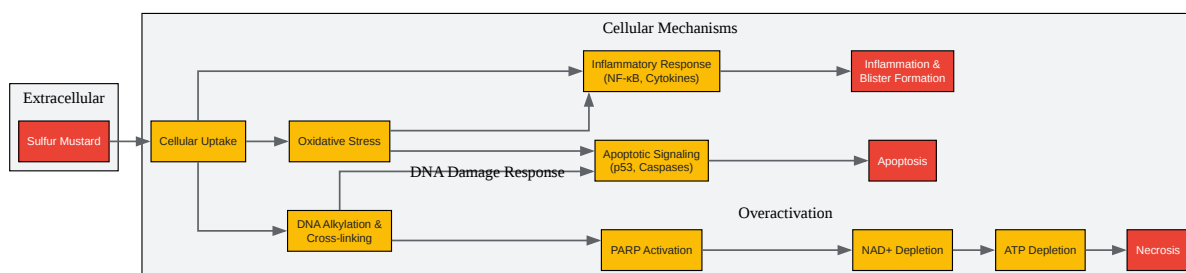 Cellular Mechanisms
Extracellular
Sulfur Mustard
Cellular Uptake
Oxidative Stress
Inflammatory Response
(NF-κB, Cytokines)
Inflammation &
Blister Formation
Apoptotic Signaling
(p53, Caspases)
Apoptosis
DNA Damage Response
DNA Alkylation &
Cross-linking
Overactivation
PARP Activation
NAD+ Depletion
ATP Depletion
Necrosis